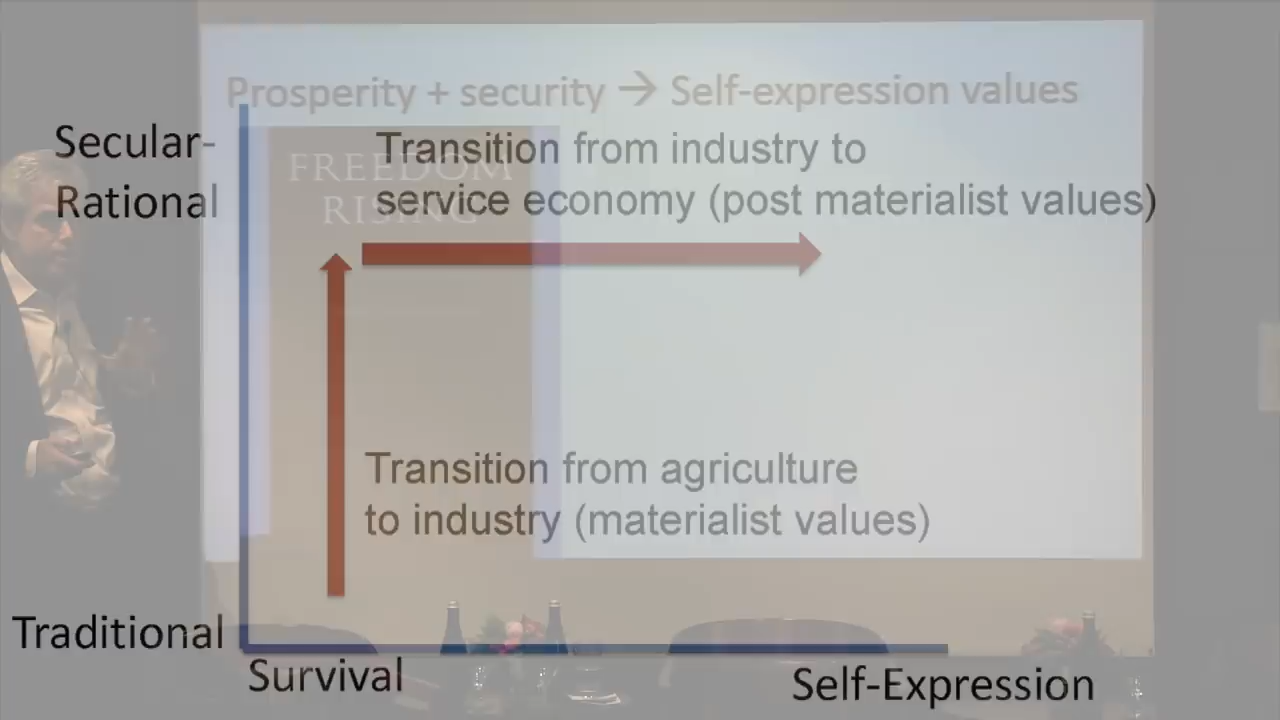 Prosperity + security → Self-expression values
Secular-
Rational
Transition from industry to
service economy (post materialist values)
FREEDOM
RISING
Transition from agriculture
to industry (materialist values)
Traditional
Survival
Self-Expression